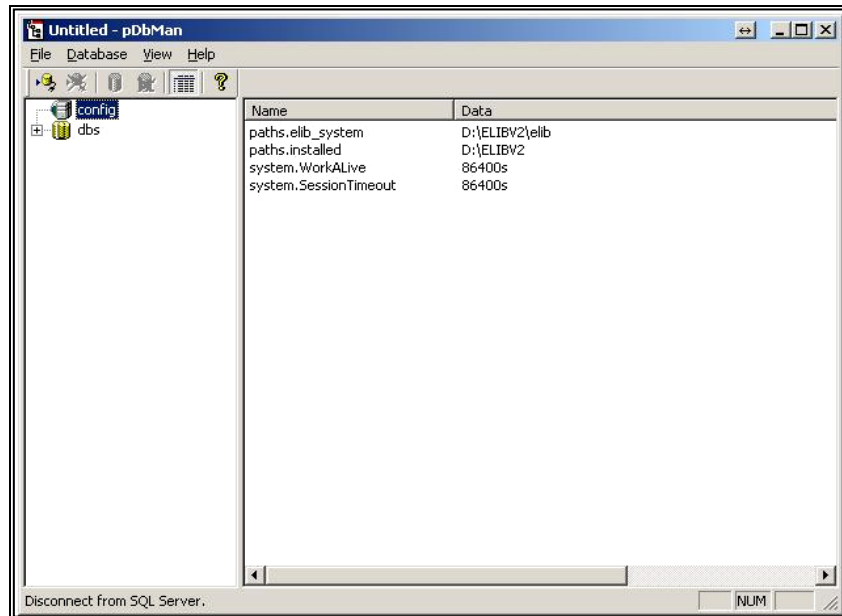 Untitled - pDbMan
File Database View Help
config
dbs
Name Data
paths.elib_system D:\ELIBV2\elib
paths.installed D:\ELIBV2
system.WorkALive 86400s
system.SessionTimeout 86400s
Disconnect from SQL Server.
NUM